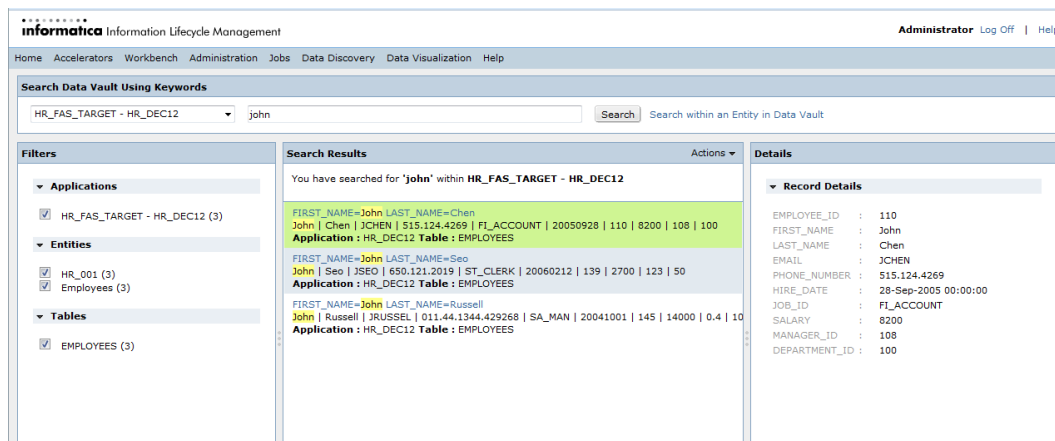 informatica Information Lifecycle Management
Administrator Log Off | Help
Home Accelerators Workbench Administration Jobs Data Discovery Data Visualization Help
Search Data Vault Using Keywords
HR_FAS_TARGET - HR_DEC12 john Search Search within an Entity in Data Vault
Filters
Applications
HR_FAS_TARGET - HR_DEC12 (3)
Entities
HR_001 (3)
Employees (3)
Tables
EMPLOYEES (3)
Search Results Actions
You have searched for 'john' within HR_FAS_TARGET - HR_DEC12
FIRST_NAME=John LAST_NAME=Chen
John | Chen | JCHEN | 515.124.4269 | FI_ACCOUNT | 20050928 | 110 | 8200 | 108 | 100
Application : HR_DEC12 Table : EMPLOYEES
FIRST_NAME=John LAST_NAME=Seo
John | Seo | JSEO | 650.121.2019 | ST_CLERK | 20060212 | 139 | 2700 | 123 | 50
Application : HR_DEC12 Table : EMPLOYEES
FIRST_NAME=John LAST_NAME=Russell
John | Russell | JRUSSEL | 011.44.1344.429268 | SA_MAN | 20041001 | 145 | 14000 | 0.4 | 10
Application : HR_DEC12 Table : EMPLOYEES
Details
Record Details
EMPLOYEE_ID : 110
FIRST_NAME : John
LAST_NAME : Chen
EMAIL : JCHEN
PHONE_NUMBER : 515.124.4269
HIRE_DATE : 28-Sep-2005 00:00:00
JOB_ID : FI_ACCOUNT
SALARY : 8200
MANAGER_ID : 108
DEPARTMENT_ID : 100